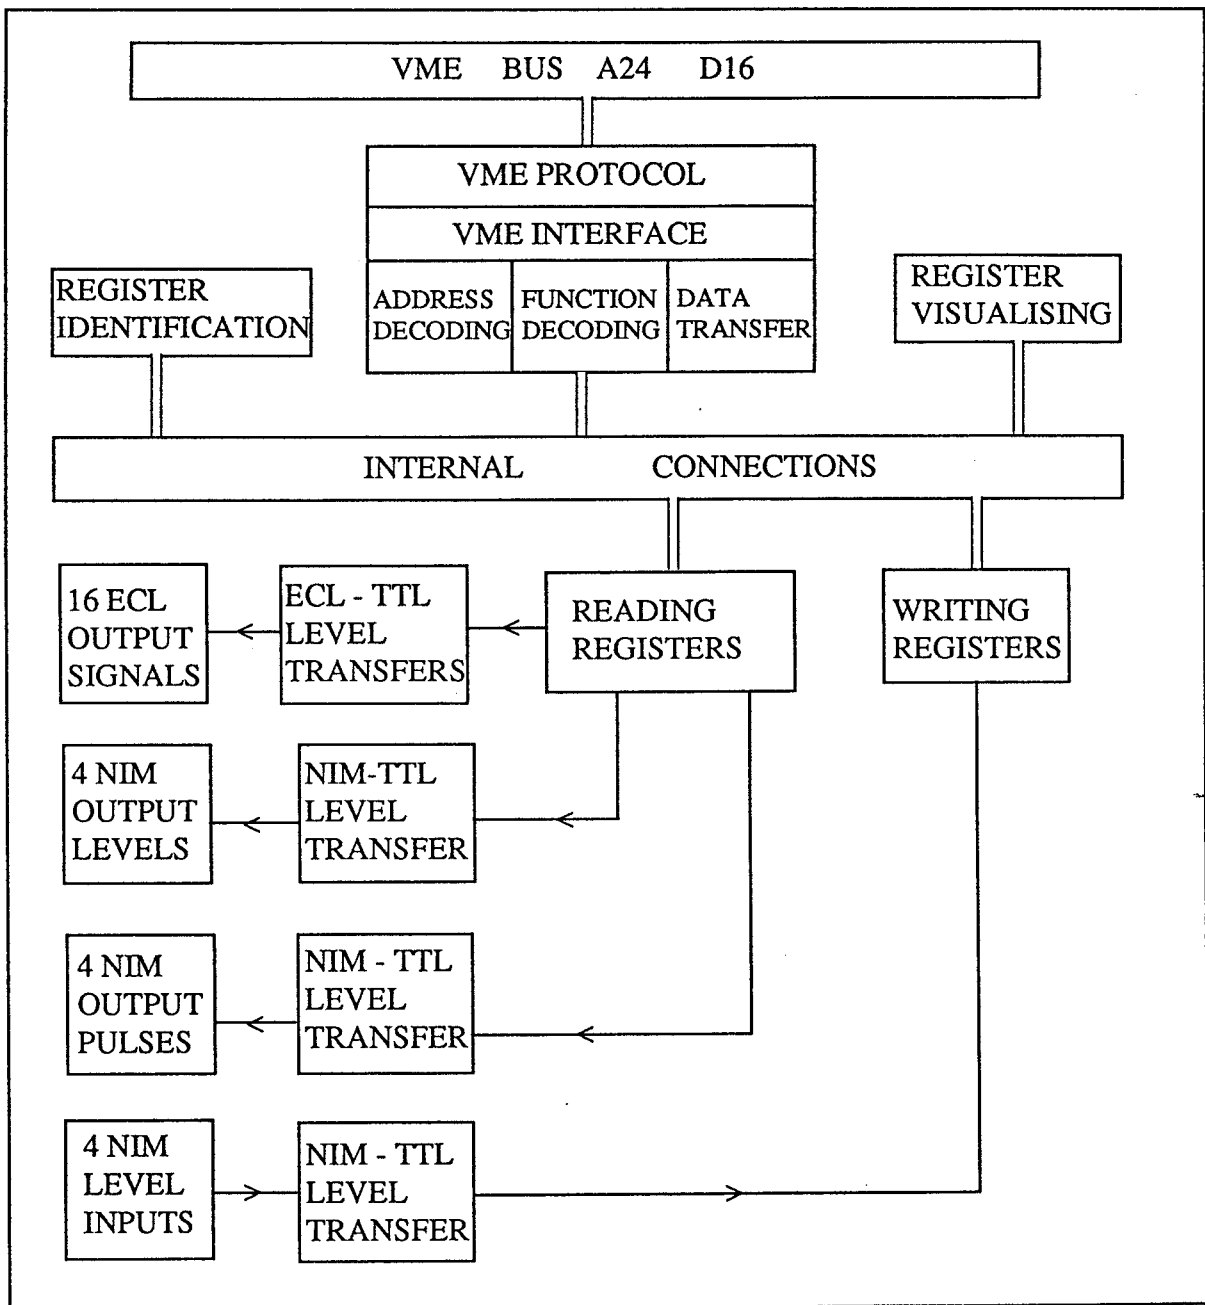 VME BUS A24 D16
VME PROTOCOL
VME INTERFACE
ADDRESS
DECODING
FUNCTION
DECODING
DATA
TRANSFER
REGISTER
IDENTIFICATION
REGISTER
VISUALISING
INTERNAL CONNECTIONS
16 ECL
OUTPUT
SIGNALS
ECL - TTL
LEVEL
TRANSFERS
READING
REGISTERS
WRITING
REGISTERS
4 NIM
OUTPUT
LEVELS
NIM-TTL
LEVEL
TRANSFER
4 NIM
OUTPUT
PULSES
NIM - TTL
LEVEL
TRANSFER
4 NIM
LEVEL
INPUTS
NIM - TTL
LEVEL
TRANSFER